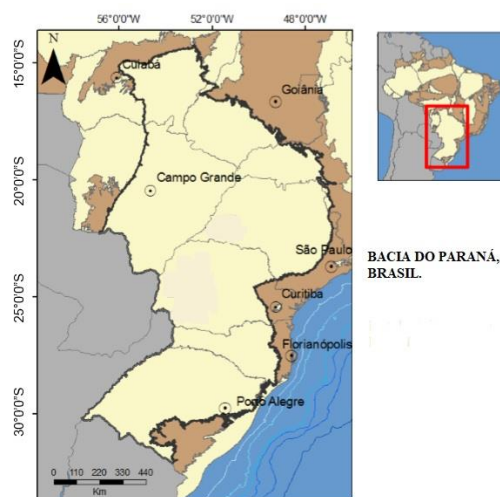 56°0'0"W 52°0'0"W 48°0'0"W
N
15°0'0"S
Cuiabá
Goiânia
20°0'0"S
Campo Grande
São Paulo
25°0'0"S
Curitiba
Florianópolis
30°0'0"S
Porto Alegre
0 110 220 330 440
Km
BACIA DO PARANÁ,
BRASIL.